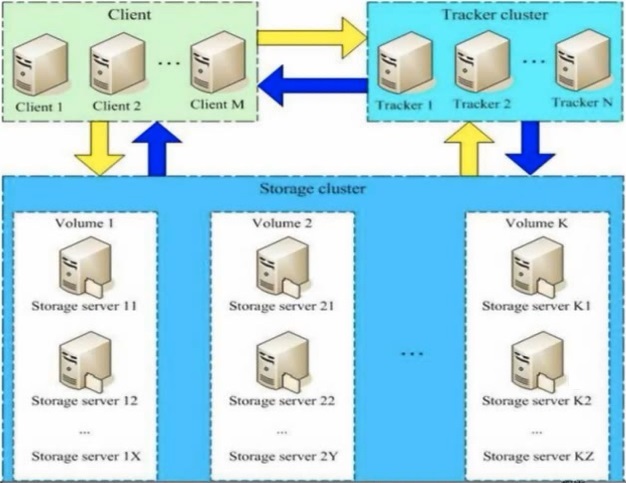 Client
Tracker cluster
...
...
Client 1
Client 2
Client M
Tracker 1
Tracker 2
Tracker N
Storage cluster
Volume 1
Volume 2
Volume K
Storage server 11
Storage server 21
Storage server K1
...
Storage server 12
Storage server 22
Storage server K2
...
...
...
Storage server 1X
Storage server 2Y
Storage server KZ